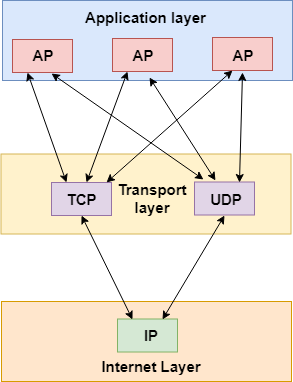 Application layer
AP AP AP
TCP Transport layer UDP
IP
Internet Layer